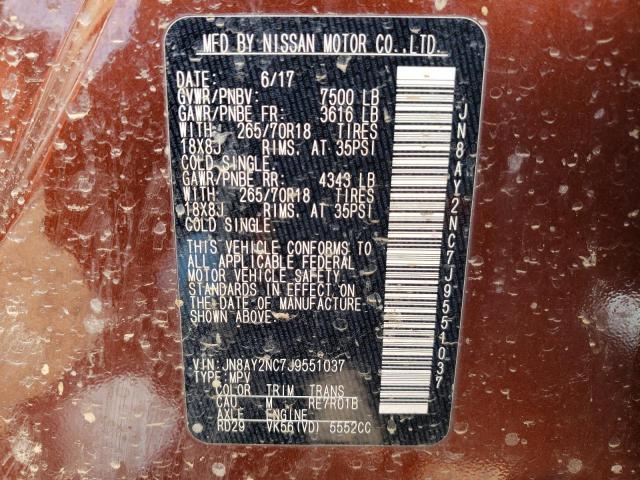 MFD BY NISSAN MOTOR CO.,LTD.
DATE: 6/17
GVWR/PNBV: 7500 LB
GAWR/PNBE FR: 3616 LB
WITH: 265/70R18 TIRES
18X8J RIMS, AT 35PSI
COLD SINGLE.
GAWR/PNBE RR: 4343 LB
WITH: 265/70R18 TIRES
18X8J RIMS, AT 35PSI
COLD SINGLE.
THIS VEHICLE CONFORMS TO
ALL APPLICABLE FEDERAL
MOTOR VEHICLE SAFETY
STANDARDS IN EFFECT ON
THE DATE OF MANUFACTURE
SHOWN ABOVE.
VIN: JN8AY2NC7J9551037
TYPE: MPV
COLOR TRIM TRANS
CAU M RE7R01B
AXLE ENGINE
RD29 VK56(VD) 5552CC
JN8AY2NC7J9551037